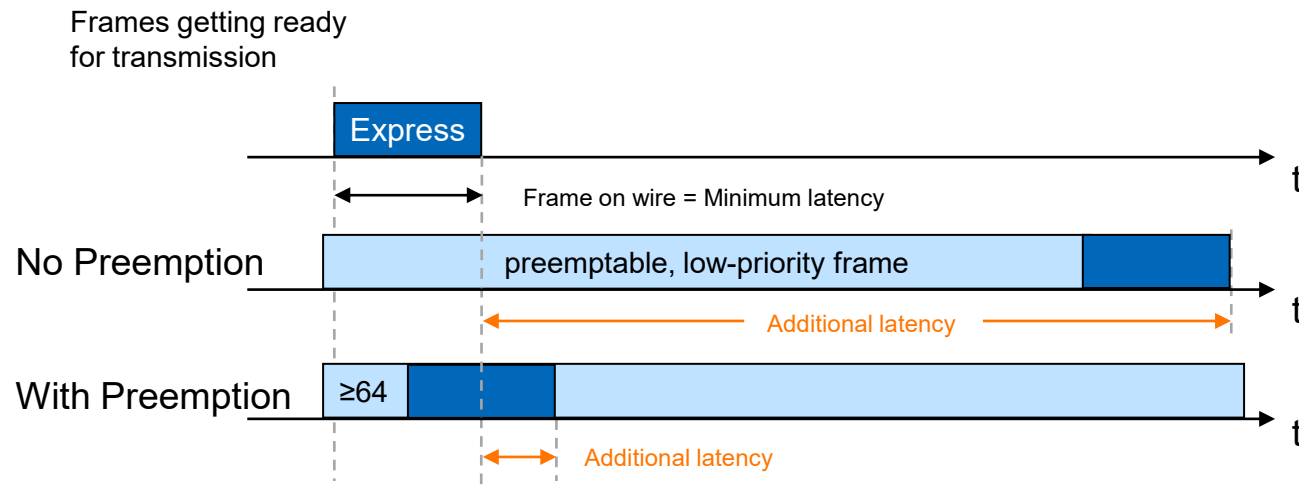 Frames getting ready
for transmission
Express
t
Frame on wire = Minimum latency
No Preemption
preemptable, low-priority frame
t
Additional latency
With Preemption
≥64
t
Additional latency